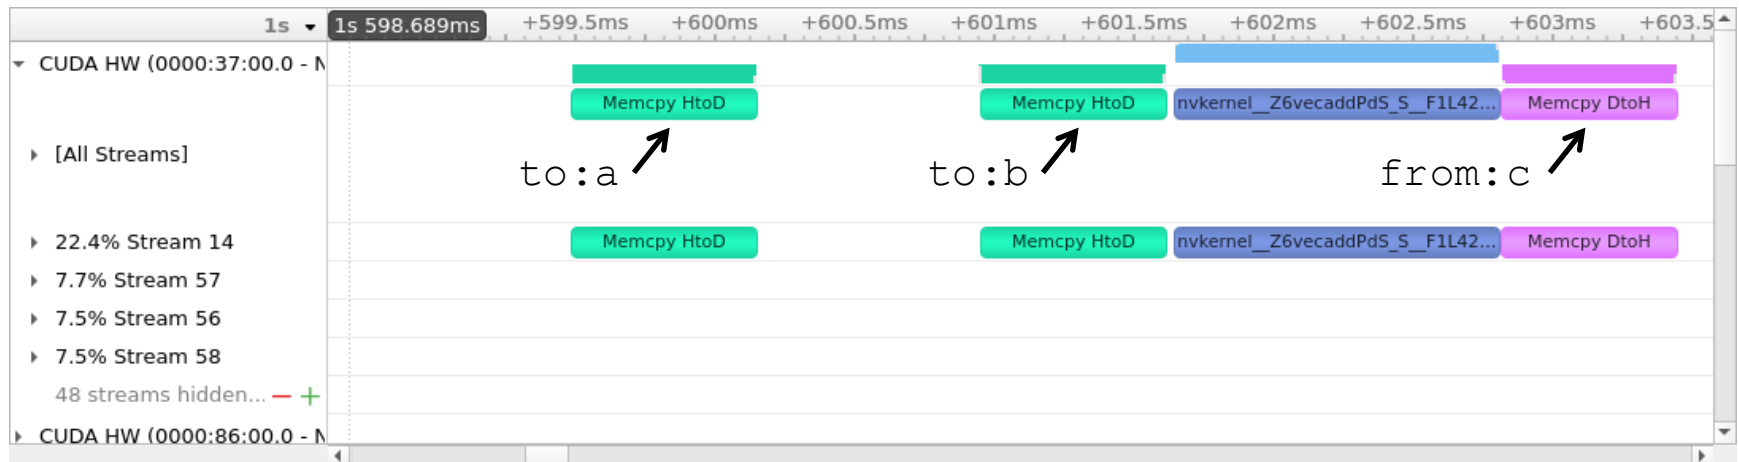 1s 1s 598.689ms +599.5ms +600ms +600.5ms +601ms +601.5ms +602ms +602.5ms +603ms +603.5
CUDA HW (0000:37:00.0 - N
Memcpy HtoD Memcpy HtoD nvkernel__Z6vecaddPdS_S__F1L42... Memcpy DtoH
[All Streams]
to:a to:b from:c
22.4% Stream 14 Memcpy HtoD Memcpy HtoD nvkernel__Z6vecaddPdS_S__F1L42... Memcpy DtoH
7.7% Stream 57
7.5% Stream 56
7.5% Stream 58
48 streams hidden...
CUDA HW (0000:86:00.0 - N